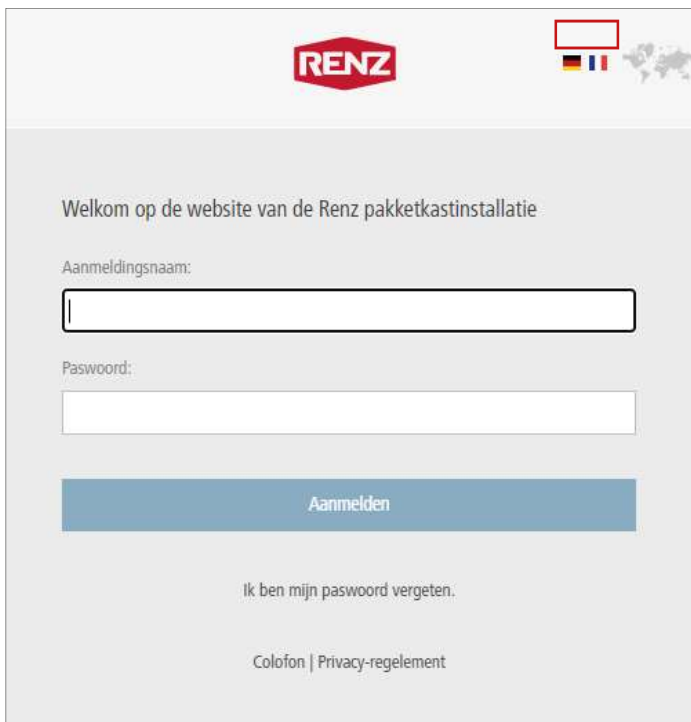 RENZ
Welkom op de website van de Renz pakketkastinstallatie
Aanmeldingsnaam:
Paswoord:
Aanmelden
Ik ben mijn paswoord vergeten.
Colofon | Privacy-regelement